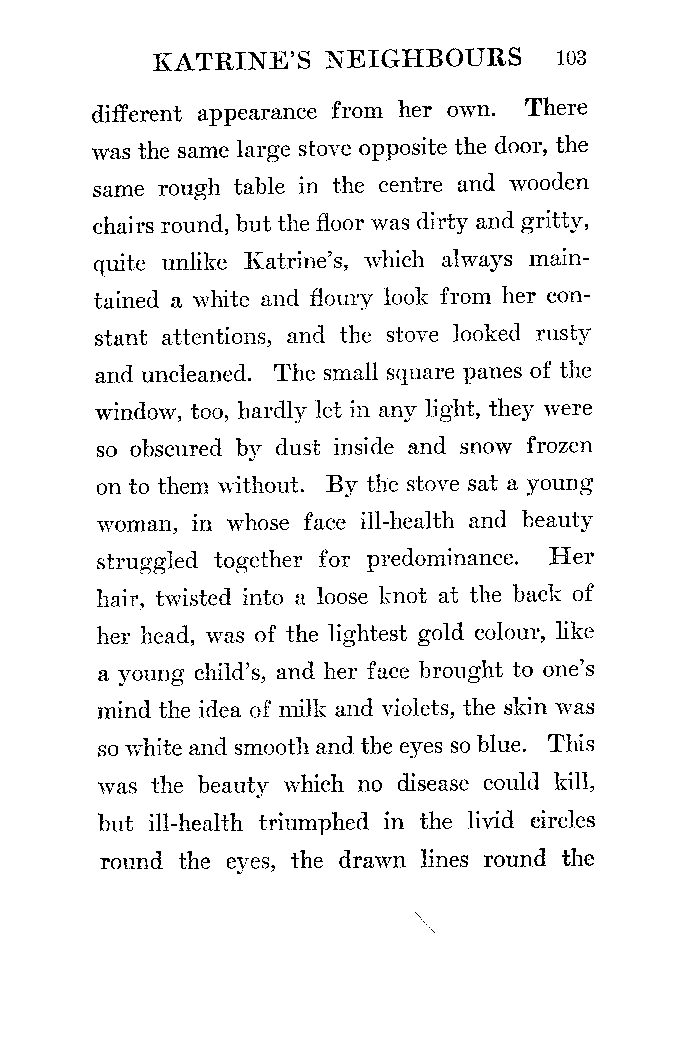 KATRINE'S NEIGHBOURS 103
different appearance from her own. There
was the same large stove opposite the door, the
same rough table in the centre and wooden
chairs round, but the floor was dirty and gritty,
quite unlike Katrine's, which always main-
tained a white and floury look from her con-
stant attentions, and the stove looked rusty
and uncleaned. The small square panes of the
window, too, hardly let in any light, they were
so obscured by dust inside and snow frozen
on to them without. By the stove sat a young
woman, in whose face ill-health and beauty
struggled together for predominance. Her
hair, twisted into a loose knot at the back of
her head, was of the lightest gold colour, like
a young child's, and her face brought to one's
mind the idea of milk and violets, the skin was
so white and smooth and the eyes so blue. This
was the beauty which no disease could kill,
but ill-health triumphed in the livid circles
round the eyes, the drawn lines round the